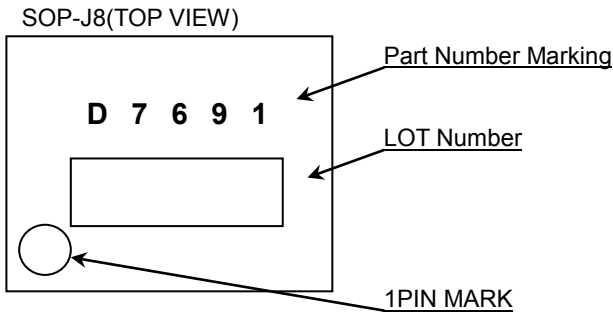 SOP-J8(TOP VIEW)
Part Number Marking
D 7 6 9 1
LOT Number
1PIN MARK